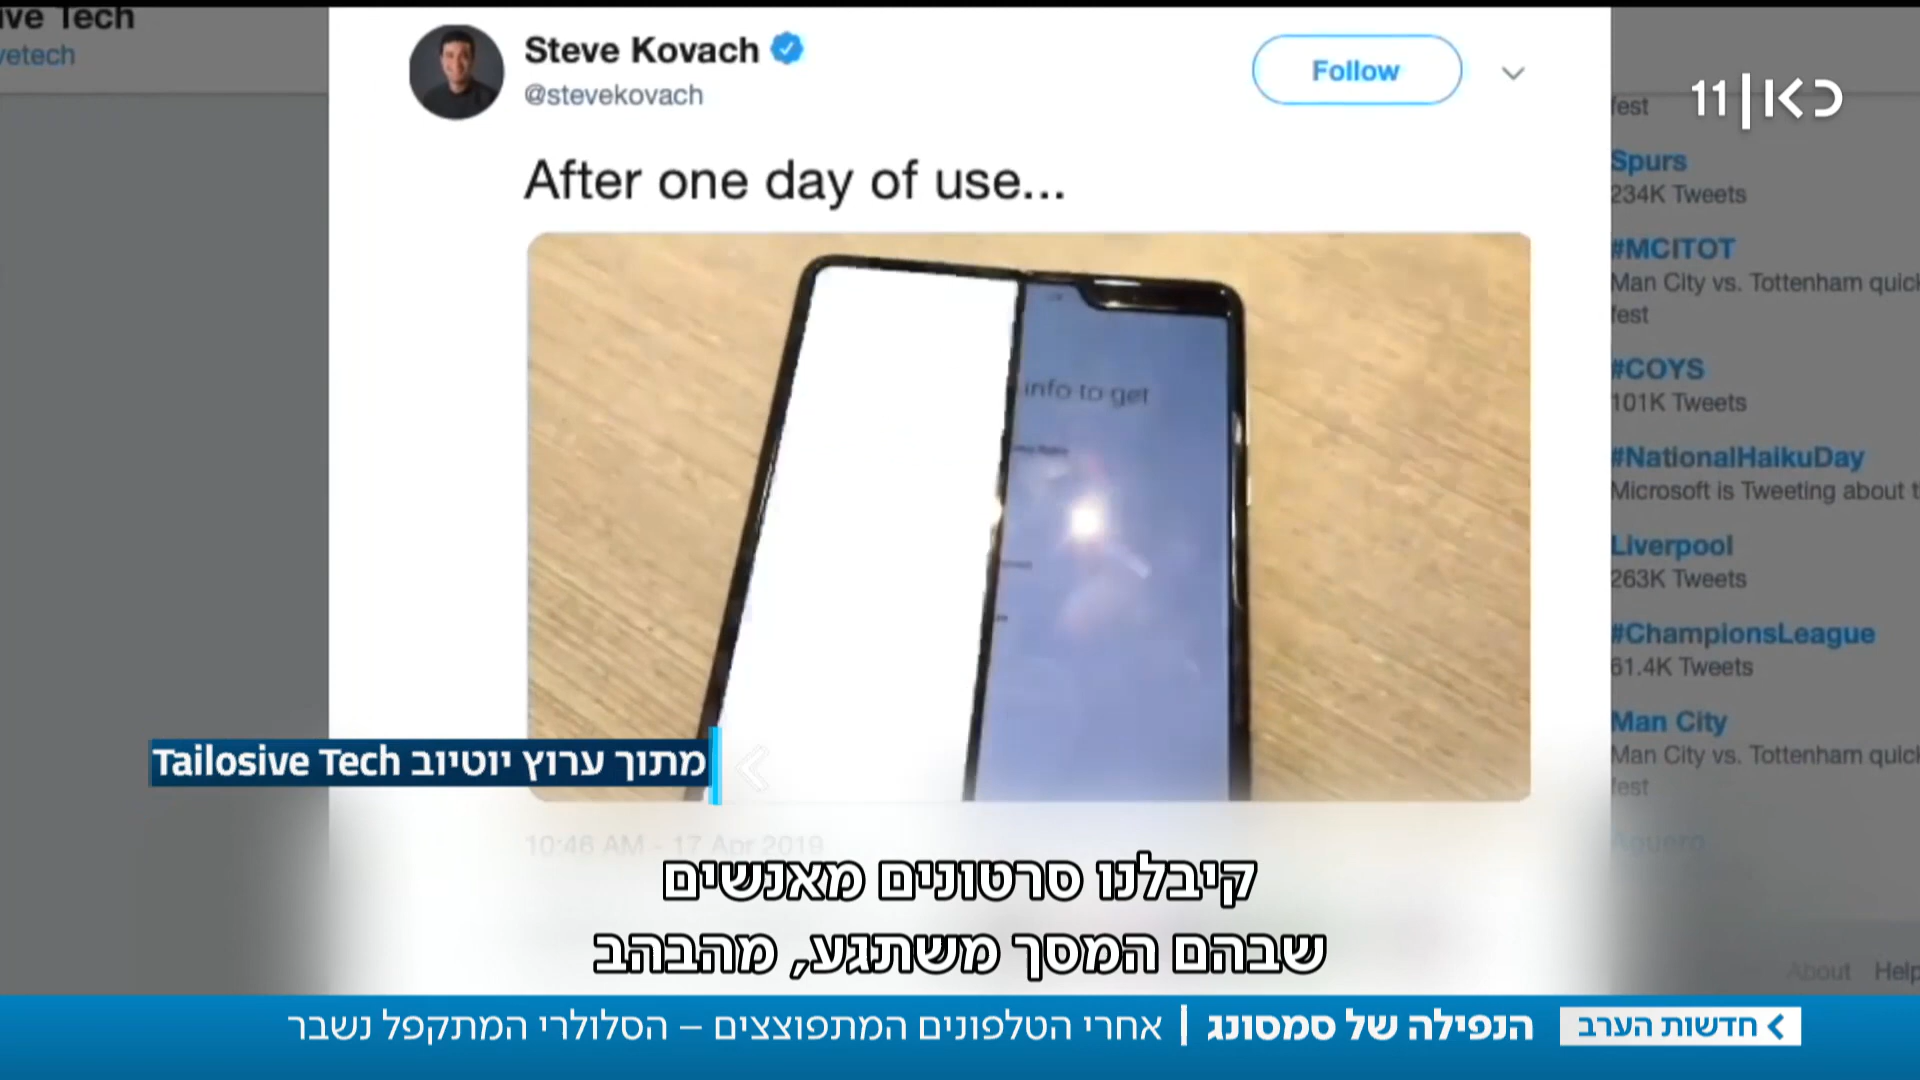 ive Tech
vetech
Steve Kovach
@stevekovach
Follow
After one day of use...
info to get
כאן 11
fest
Spurs
234K Tweets
#MCITOT
Man City vs. Tottenham quick
fest
#COYS
101K Tweets
#NationalHaikuDay
Microsoft is Tweeting about t
Liverpool
263K Tweets
#ChampionsLeague
61.4K Tweets
Man City
Man City vs. Tottenham quick
fest
Aguero
About Help
מתוך ערוץ יוטיוב Tailosive Tech
10:46 AM - 17 Apr 2019
קיבלנו סרטונים מאנשים
שבהם המסך משתגע, מהבהב
חדשות הערב
הנפילה של סמסונג | אחרי הטלפונים המתפוצצים – הסלולרי המתקפל נשבר